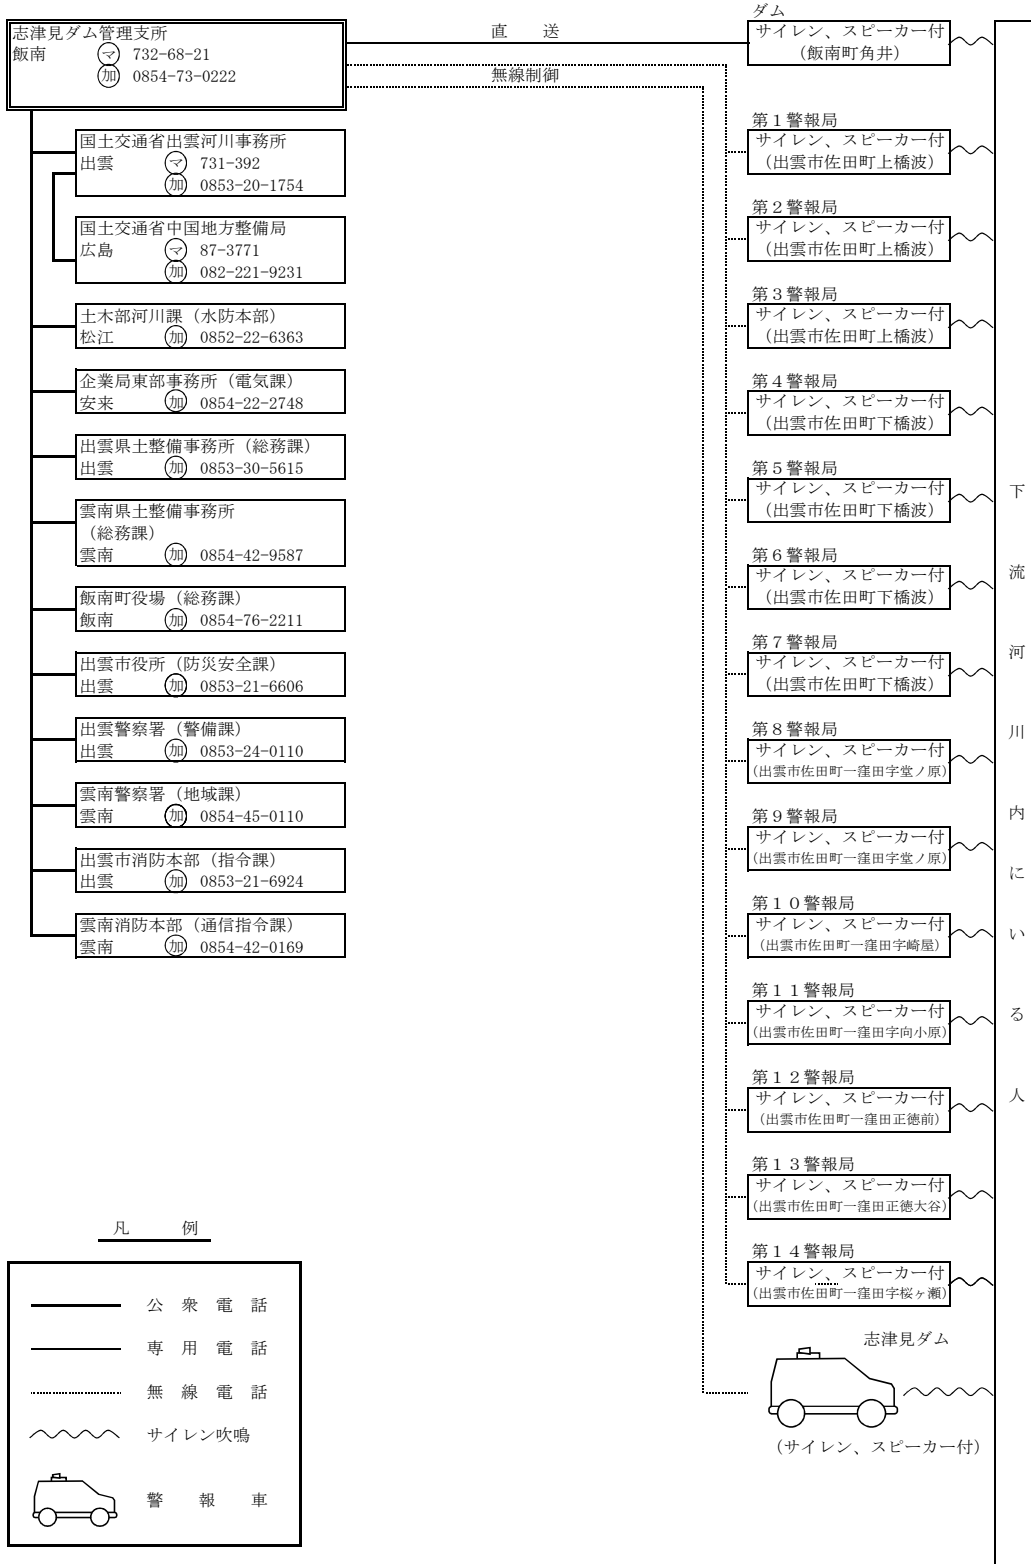 志津見ダム管理支所
飯南 マ 732-68-21
加 0854-73-0222
国土交通省出雲河川事務所
出雲 マ 731-392
加 0853-20-1754
国土交通省中国地方整備局
広島 マ 87-3771
加 082-221-9231
土木部河川課（水防本部）
松江 加 0852-22-6363
企業局東部事務所（電気課）
安来 加 0854-22-2748
出雲県土整備事務所（総務課）
出雲 加 0853-30-5615
雲南県土整備事務所
（総務課）
雲南 加 0854-42-9587
飯南町役場（総務課）
飯南 加 0854-76-2211
出雲市役所（防災安全課）
出雲 加 0853-21-6606
出雲警察署（警備課）
出雲 加 0853-24-0110
雲南警察署（地域課）
雲南 加 0854-45-0110
出雲市消防本部（指令課）
出雲 加 0853-21-6924
雲南消防本部（通信指令課）
雲南 加 0854-42-0169
直　送
無線制御
ダム
サイレン、スピーカー付
（飯南町角井）
第１警報局
サイレン、スピーカー付
（出雲市佐田町上橋波）
第２警報局
サイレン、スピーカー付
（出雲市佐田町上橋波）
第３警報局
サイレン、スピーカー付
（出雲市佐田町上橋波）
第４警報局
サイレン、スピーカー付
（出雲市佐田町下橋波）
第５警報局
サイレン、スピーカー付
（出雲市佐田町下橋波）
第６警報局
サイレン、スピーカー付
（出雲市佐田町下橋波）
第７警報局
サイレン、スピーカー付
（出雲市佐田町下橋波）
第８警報局
サイレン、スピーカー付
（出雲市佐田町一窪田字堂ノ原）
第９警報局
サイレン、スピーカー付
（出雲市佐田町一窪田字堂ノ原）
第１０警報局
サイレン、スピーカー付
（出雲市佐田町一窪田字崎屋）
第１１警報局
サイレン、スピーカー付
（出雲市佐田町一窪田字向小原）
第１２警報局
サイレン、スピーカー付
（出雲市佐田町一窪田正徳前）
第１３警報局
サイレン、スピーカー付
（出雲市佐田町一窪田正徳大谷）
第１４警報局
サイレン、スピーカー付
（出雲市佐田町一窪田字桜ヶ瀬）
志津見ダム
（サイレン、スピーカー付）
下流河川内にいる人
凡　例
公衆電話
専用電話
無線電話
サイレン吹鳴
警報車